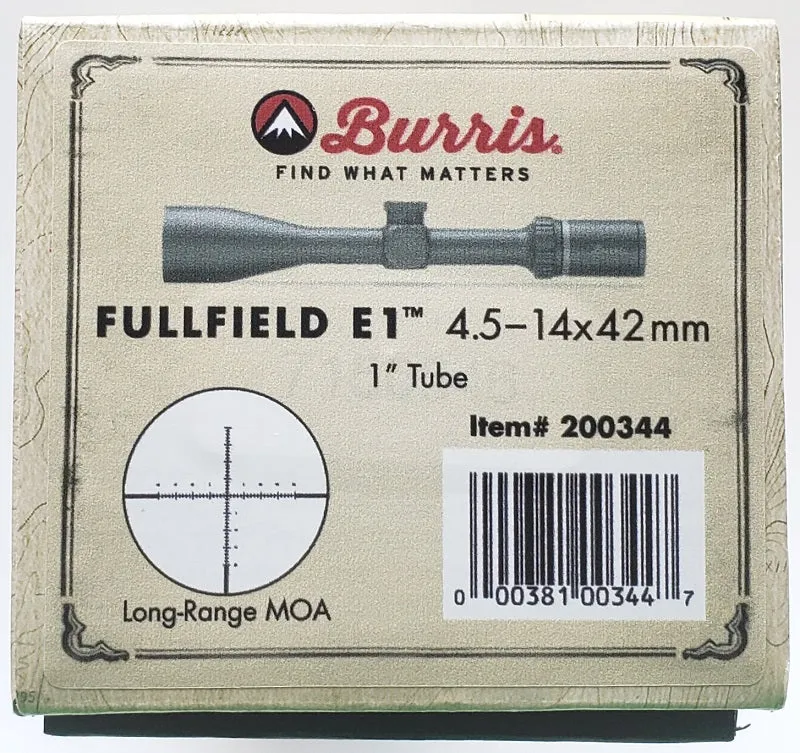 Burris.
FIND WHAT MATTERS
FULLFIELD E1™ 4.5–14x42mm
1” Tube
Item# 200344
0 00381 00344 7
Long-Range MOA